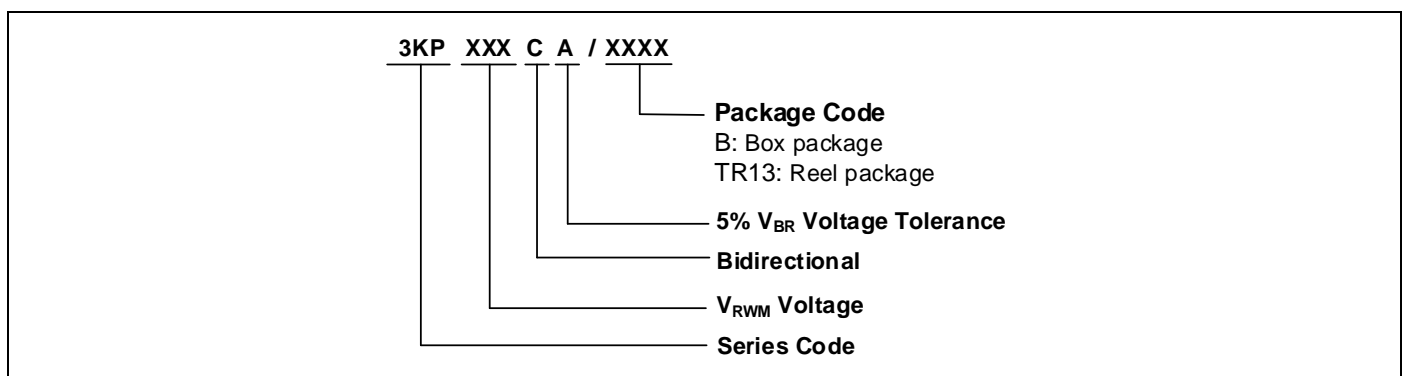 3KP XXX C A / XXXX
Package Code
B: Box package
TR13: Reel package
5% VBR Voltage Tolerance
Bidirectional
VRWM Voltage
Series Code